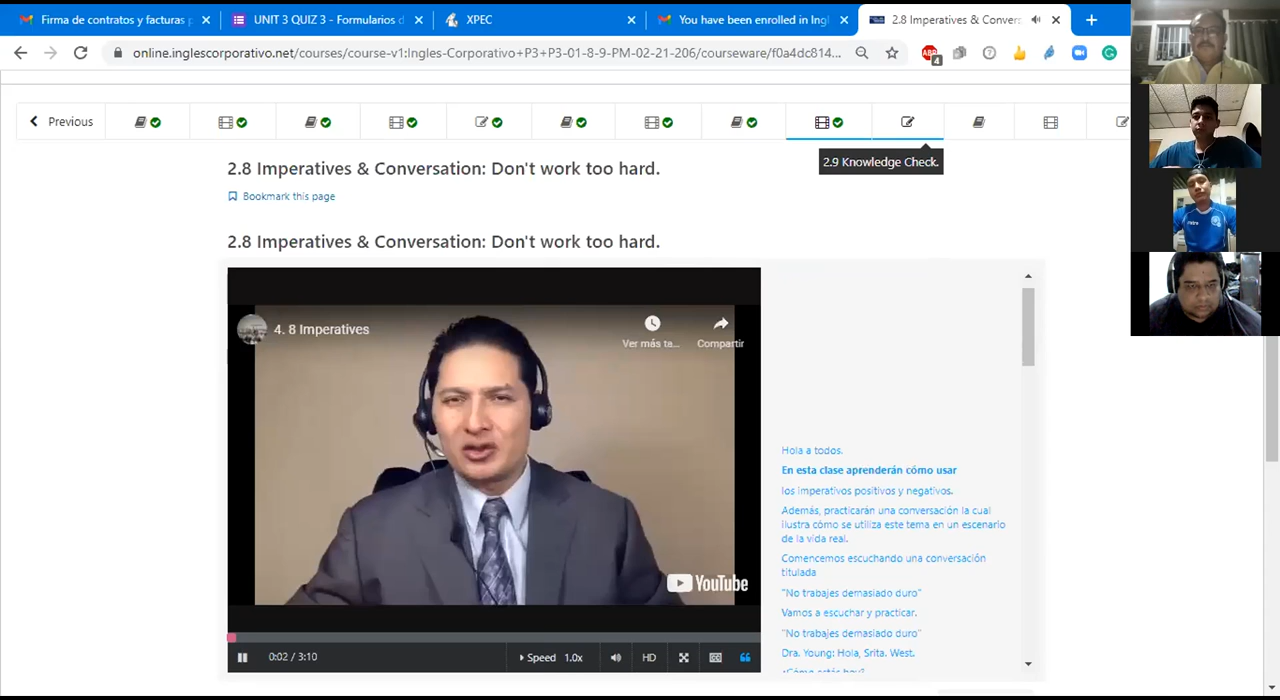 Firma de contratos y facturas p
UNIT 3 QUIZ 3 - Formularios d
XPEC
You have been enrolled in Ingl
2.8 Imperatives & Convers
online.inglescorporativo.net/courses/course-v1:Ingles-Corporativo+P3+P3-01-8-9-PM-02-21-206/courseware/f0a4dc814...
ABP
4
Previous
2.9 Knowledge Check.
2.8 Imperatives & Conversation: Don't work too hard.
Bookmark this page
2.8 Imperatives & Conversation: Don't work too hard.
4. 8 Imperatives
Ver más ta...
Compartir
YouTube
0:02 / 3:10
Speed 1.0x
HD
Hola a todos.
En esta clase aprenderán cómo usar
los imperativos positivos y negativos.
Además, practicarán una conversación la cual
ilustra cómo se utiliza este tema en un escenario
de la vida real.
Comencemos escuchando una conversación
titulada
"No trabajes demasiado duro"
Vamos a escuchar y practicar.
"No trabajes demasiado duro"
Dra. Young: Hola, Srita. West.
¿Cómo estás hoy?